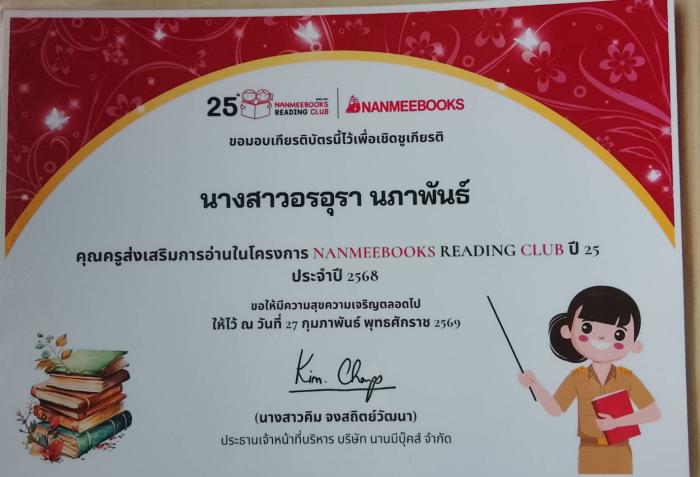 25 ปี NANMEEBOOKS READING CLUB NANMEEBOOKS
ขอมอบเกียรติบัตรนี้ไว้เพื่อเชิดชูเกียรติ
นางสาวอรอุรา นภาพันธ์
คุณครูส่งเสริมการอ่านในโครงการ NANMEEBOOKS READING CLUB ปี 25
ประจำปี 2568
ขอให้มีความสุขความเจริญตลอดไป
ให้ไว้ ณ วันที่ 27 กุมภาพันธ์ พุทธศักราช 2569
(นางสาวคิม จงสถิตย์วัฒนา)
ประธานเจ้าหน้าที่บริหาร บริษัท นานมีบุ๊คส์ จำกัด